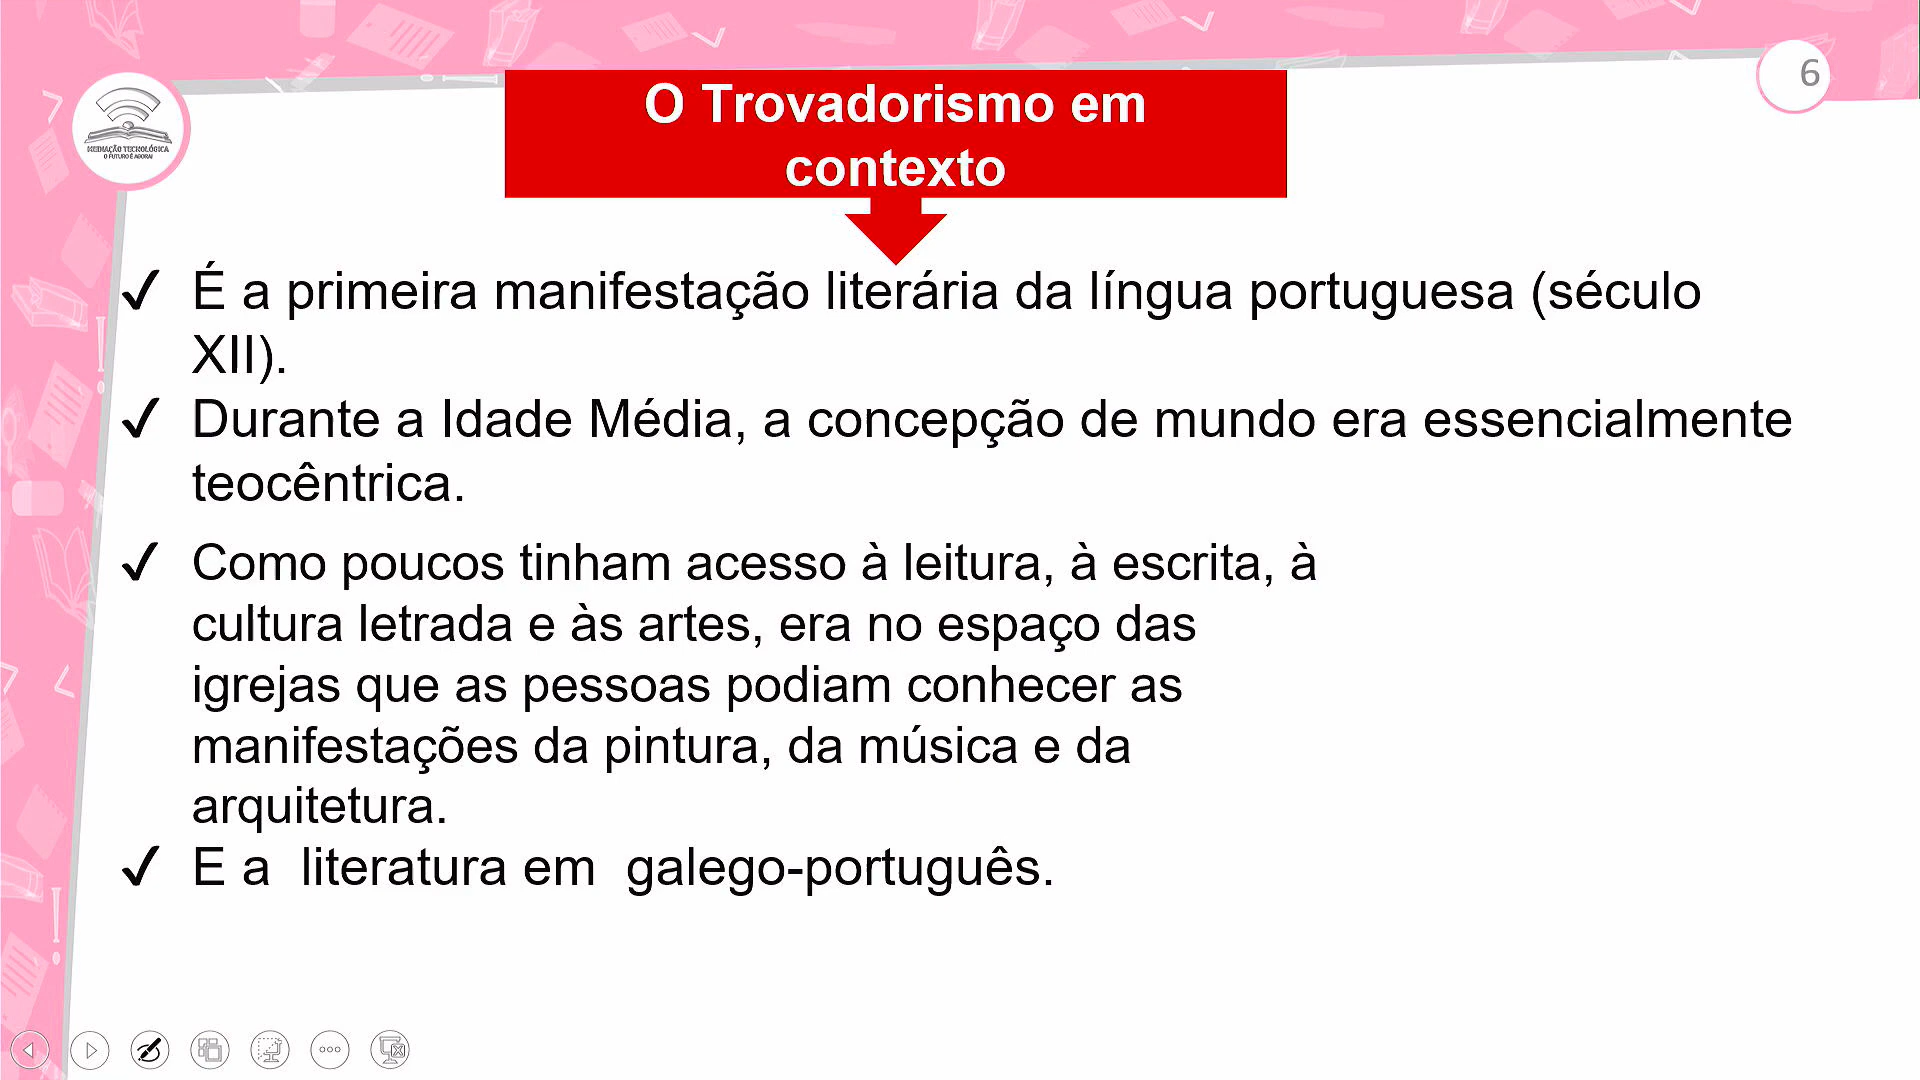 6
MEDIAÇÃO TECNOLÓGICA
O FUTURO É AGORA!
O Trovadorismo em
contexto
✓ É a primeira manifestação literária da língua portuguesa (século
XII).
✓ Durante a Idade Média, a concepção de mundo era essencialmente
teocêntrica.
✓ Como poucos tinham acesso à leitura, à escrita, à
cultura letrada e às artes, era no espaço das
igrejas que as pessoas podiam conhecer as
manifestações da pintura, da música e da
arquitetura.
✓ E a  literatura em  galego-português.